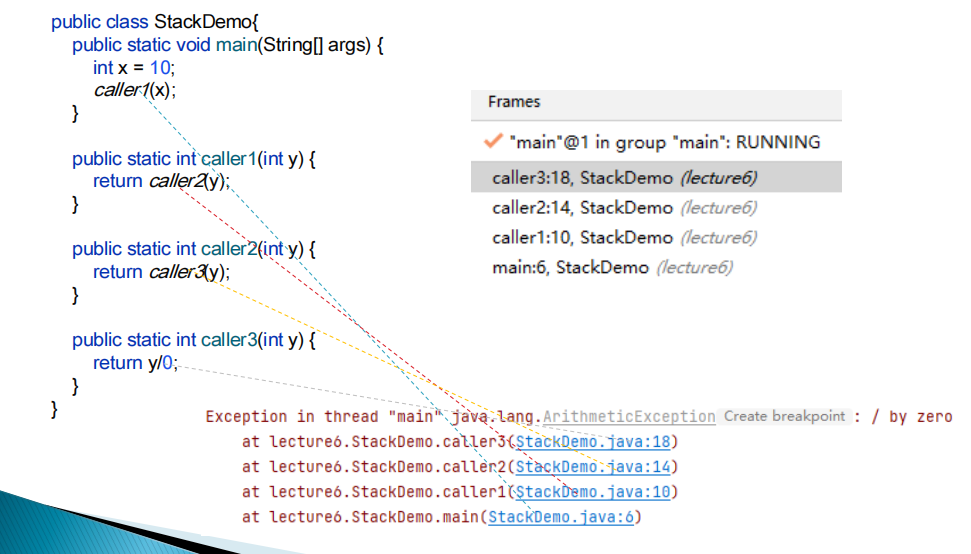 public class StackDemo{
public static void main(String[] args) {
int x = 10;
caller1(x);
}
public static int caller1(int y) {
return caller2(y);
}
public static int caller2(int y) {
return caller3(y);
}
public static int caller3(int y) {
return y/0;
}
}
Frames
"main"@1 in group "main": RUNNING
caller3:18, StackDemo (lecture6)
caller2:14, StackDemo (lecture6)
caller1:10, StackDemo (lecture6)
main:6, StackDemo (lecture6)
Exception in thread "main" java.lang.ArithmeticException Create breakpoint : / by zero
at lecture6.StackDemo.caller3(StackDemo.java:18)
at lecture6.StackDemo.caller2(StackDemo.java:14)
at lecture6.StackDemo.caller1(StackDemo.java:10)
at lecture6.StackDemo.main(StackDemo.java:6)